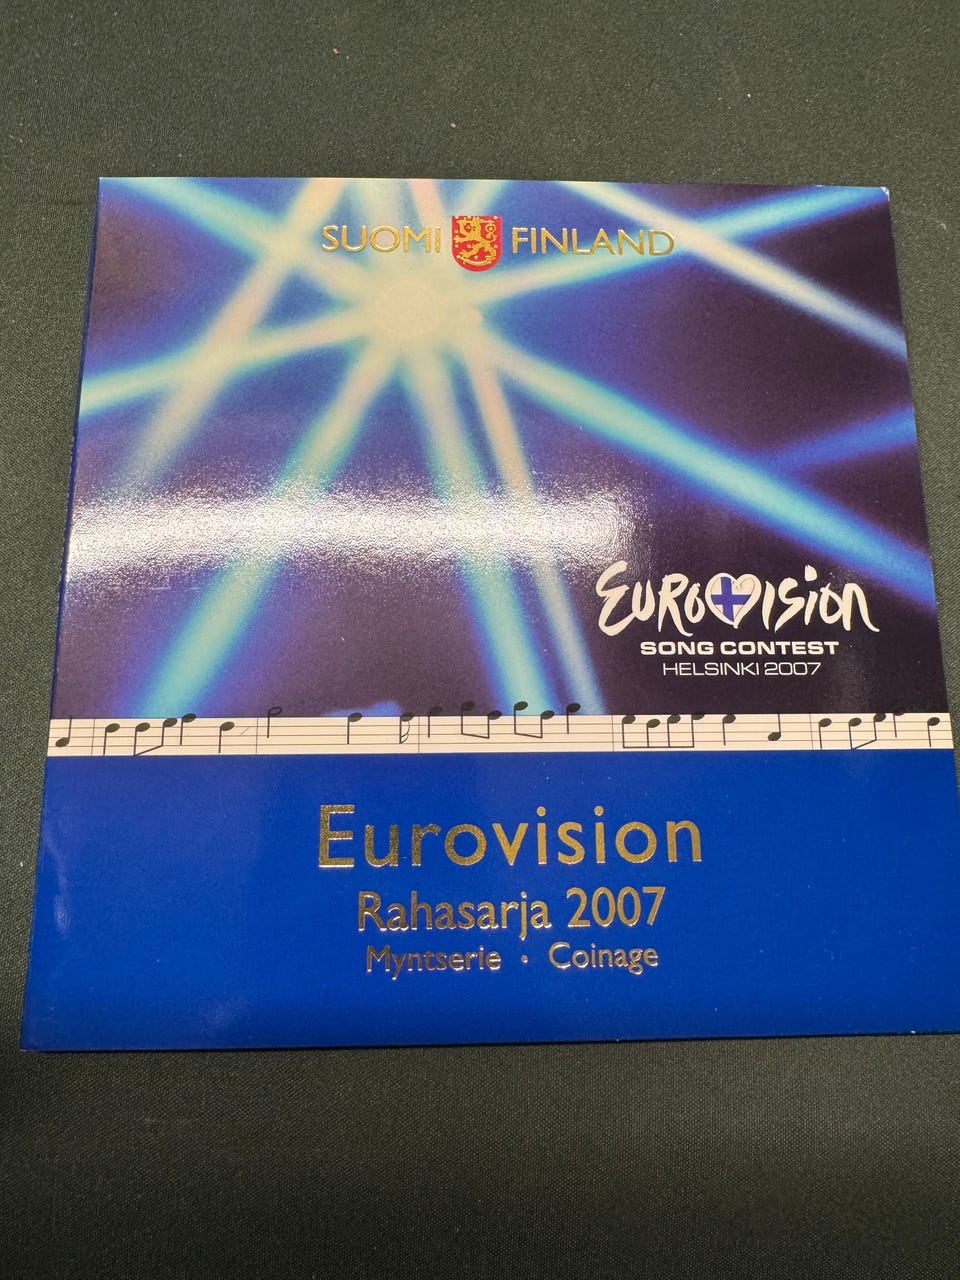 SUOMI FINLAND
EUROVISION
SONG CONTEST
HELSINKI 2007
Eurovision
Rahasarja 2007
Myntserie · Coinage